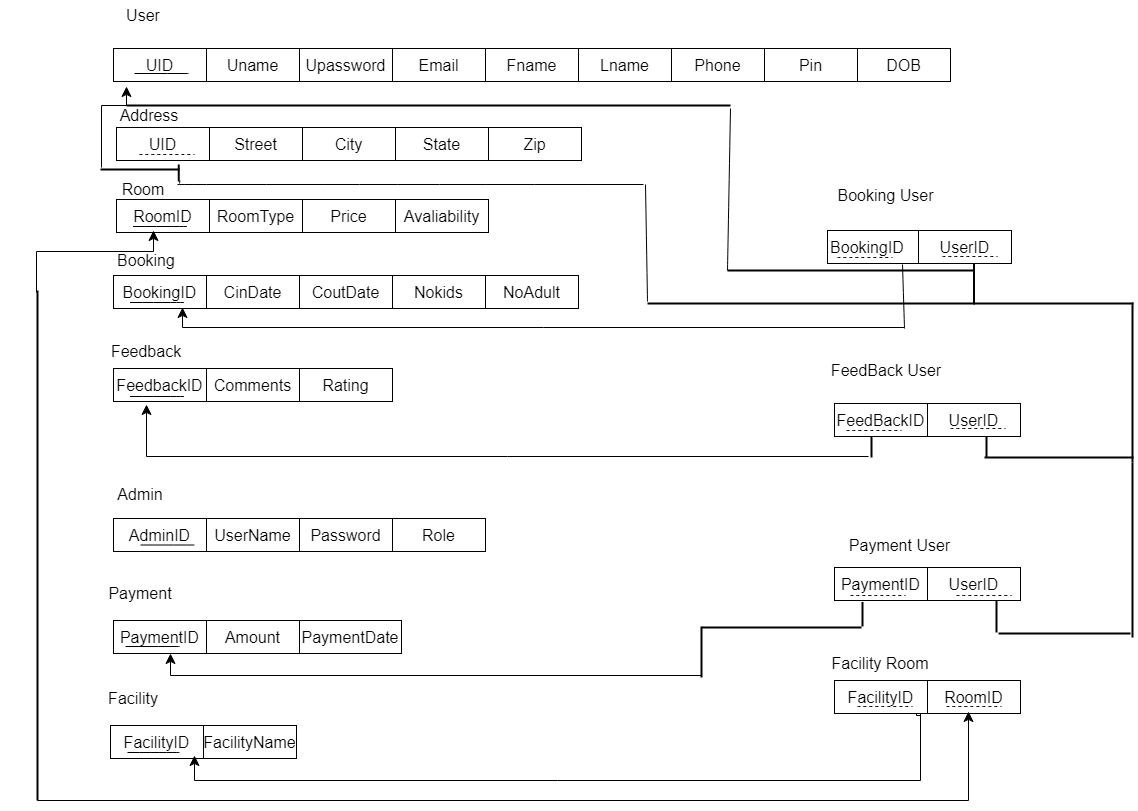 User
UID Uname Upassword Email Fname Lname Phone Pin DOB
Address
UID Street City State Zip
Room
RoomID RoomType Price Avaliability
Booking User
BookingID UserID
Booking
BookingID CinDate CoutDate Nokids NoAdult
Feedback
FeedbackID Comments Rating
FeedBack User
FeedBackID UserID
Admin
AdminID UserName Password Role
Payment User
PaymentID UserID
Payment
PaymentID Amount PaymentDate
Facility Room
FacilityID RoomID
Facility
FacilityID FacilityName